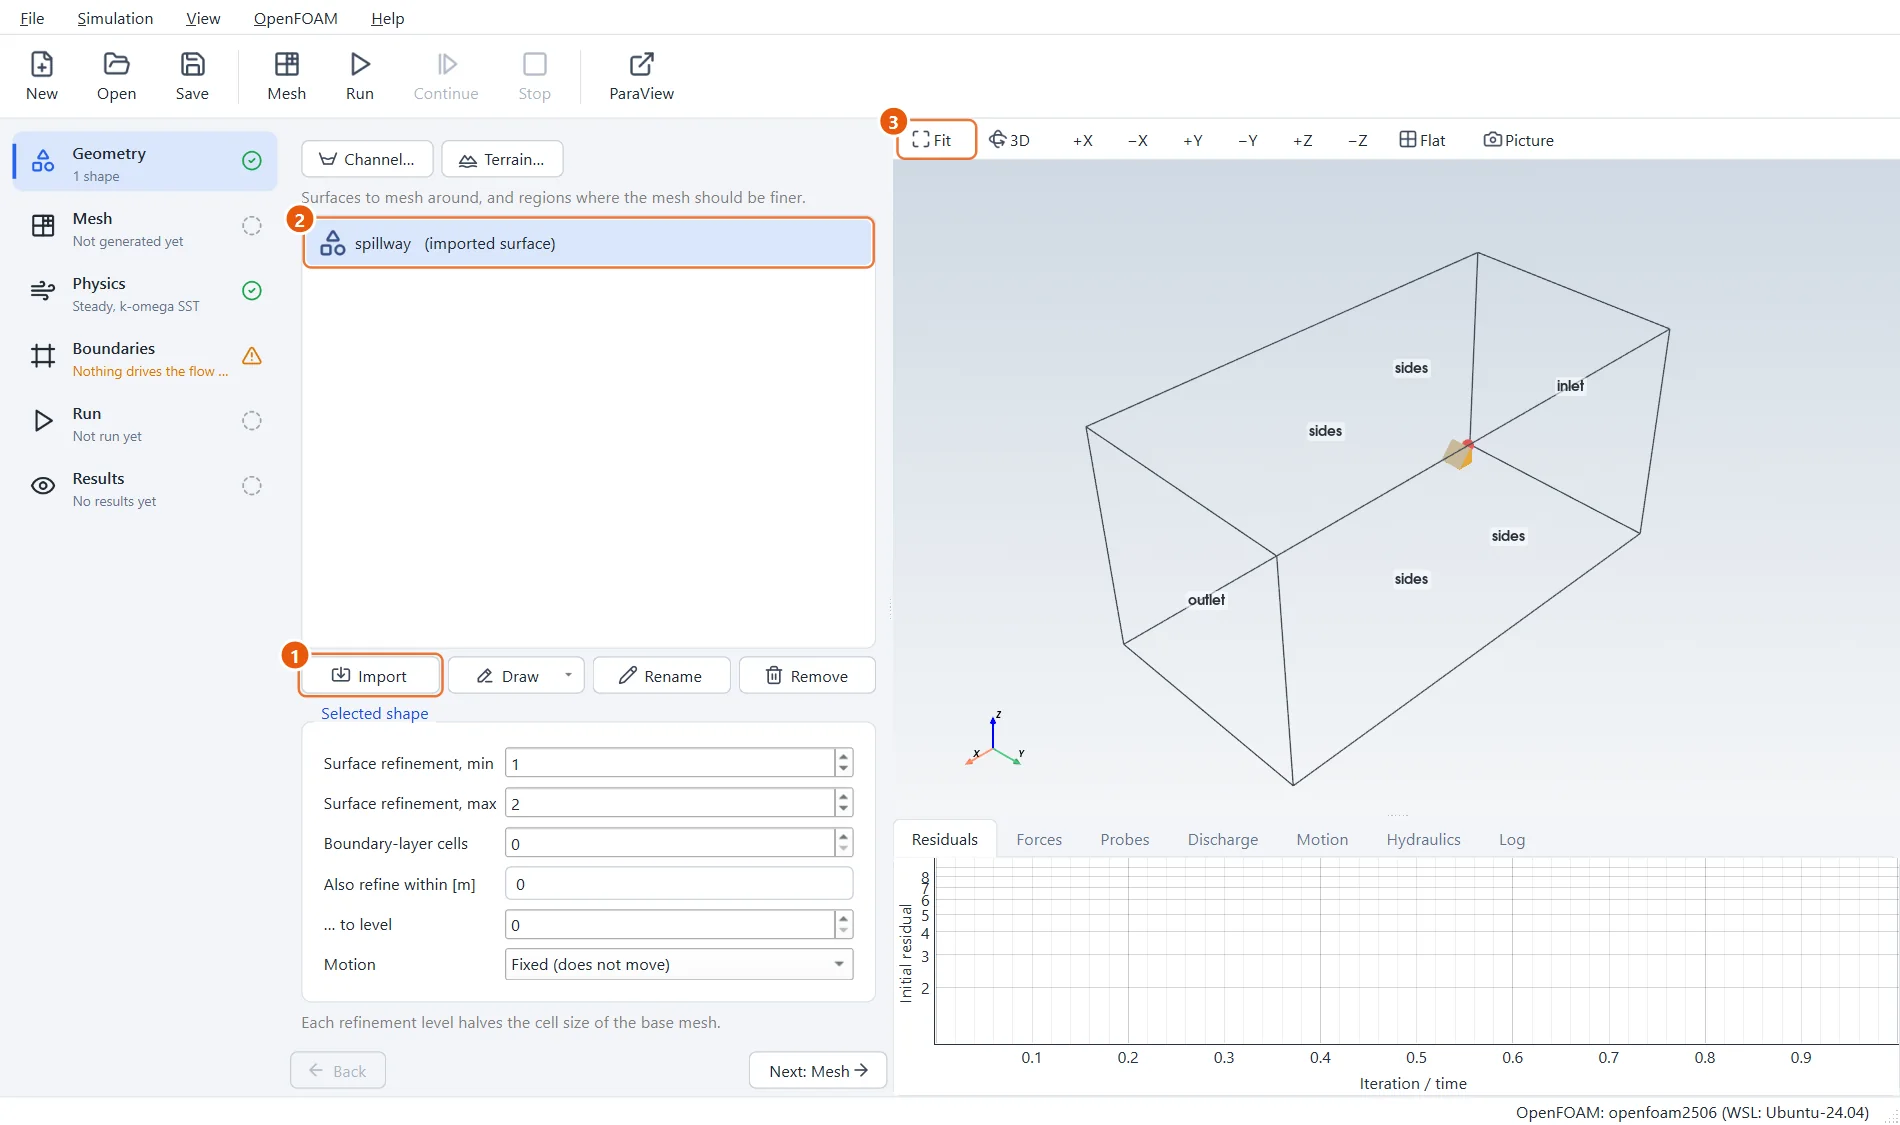 File Simulation View OpenFOAM Help
New Open Save Mesh Run Continue Stop ParaView
Geometry
1 shape
Mesh
Not generated yet
Physics
Steady, k-omega SST
Boundaries
Nothing drives the flow ...
Run
Not run yet
Results
No results yet
Channel... Terrain...
Surfaces to mesh around, and regions where the mesh should be finer.
2
spillway (imported surface)
1
Import Draw Rename Remove
Selected shape
Surface refinement, min 1
Surface refinement, max 2
Boundary-layer cells 0
Also refine within [m] 0
... to level 0
Motion Fixed (does not move)
Each refinement level halves the cell size of the base mesh.
Back Next: Mesh
3
Fit 3D +X −X +Y −Y +Z −Z Flat Picture
sides
inlet
sides
sides
sides
outlet
Z
X Y
Residuals Forces Probes Discharge Motion Hydraulics Log
8
7
6
5
4
3
2
Initial residual
0.1 0.2 0.3 0.4 0.5 0.6 0.7 0.8 0.9
Iteration / time
OpenFOAM: openfoam2506 (WSL: Ubuntu-24.04)